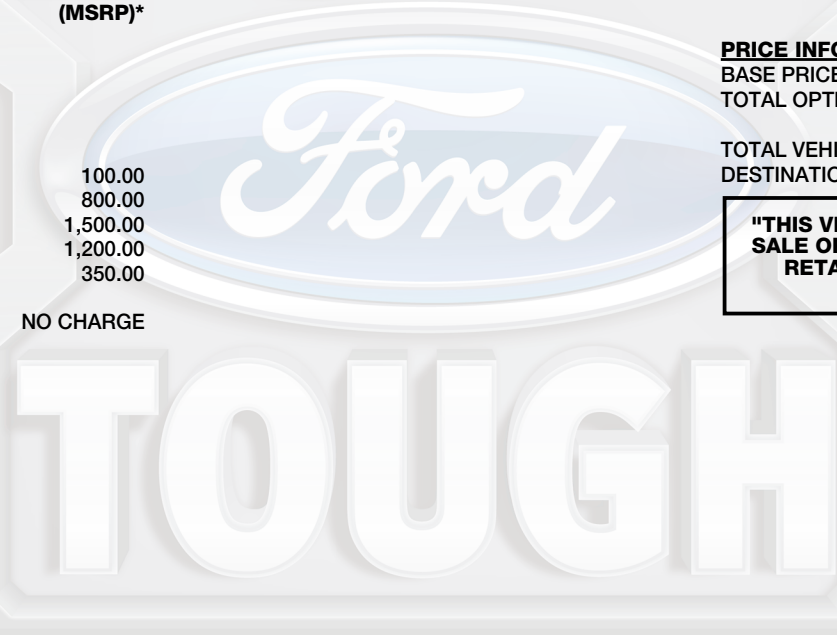 (MSRP)*
100.00
800.00
1,500.00
1,200.00
350.00
NO CHARGE
PRICE INFO
BASE PRICE
TOTAL OPTI
TOTAL VEHI
DESTINATIO
"THIS VE
SALE O
RETA
Ford
TOUGH